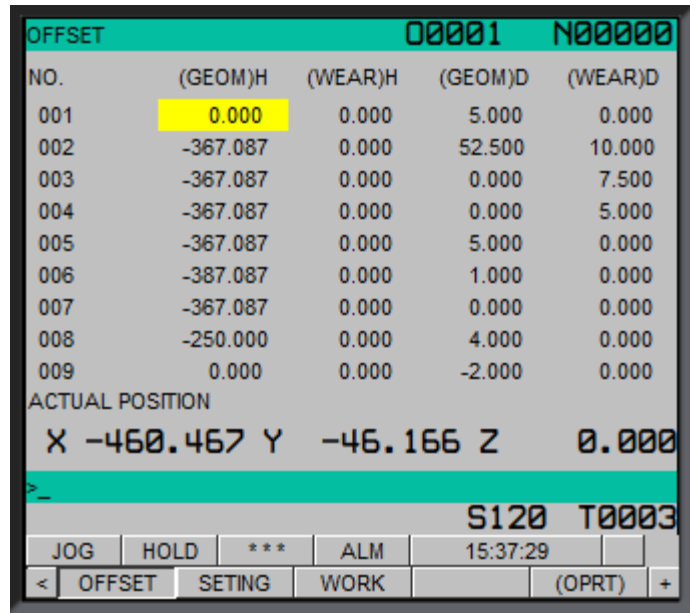 OFFSET O0001 N00000
NO. (GEOM)H (WEAR)H (GEOM)D (WEAR)D
001 0.000 0.000 5.000 0.000
002 -367.087 0.000 52.500 10.000
003 -367.087 0.000 0.000 7.500
004 -367.087 0.000 0.000 5.000
005 -367.087 0.000 5.000 0.000
006 -387.087 0.000 1.000 0.000
007 -367.087 0.000 0.000 0.000
008 -250.000 0.000 4.000 0.000
009 0.000 0.000 -2.000 0.000
ACTUAL POSITION
X -460.467 Y -46.166 Z 0.000
>_
S120 T0003
JOG HOLD *** ALM 15:37:29
< OFFSET SETING WORK (OPRT) +